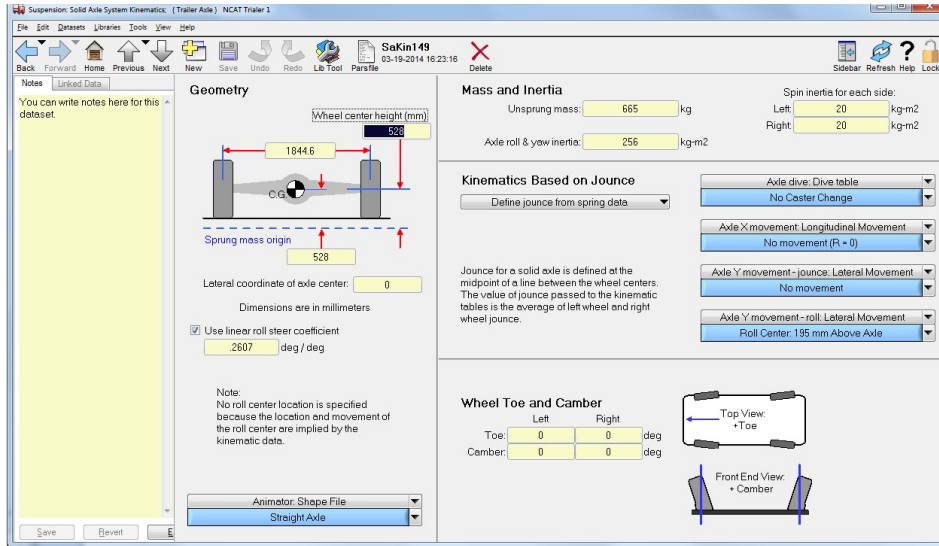 Suspension: Solid Axle System Kinematics; { Trailer Axle } NCAT Trialer 1
File Edit Datasets Libraries Tools View Help
Back Forward Home Previous Next New Save Undo Redo Lib Tool Parsfile
SaKin149
03-19-2014 16:23:16
Delete
Sidebar Refresh Help Lock
Notes Linked Data
You can write notes here for this
dataset.
Save Revert E
Geometry
Wheel center height (mm)
528
1844.6
C.G.
Sprung mass origin
528
Lateral coordinate of axle center: 0
Dimensions are in millimeters
Use linear roll steer coefficient
.2607 deg / deg
Note:
No roll center location is specified
because the location and movement of
the roll center are implied by the
kinematic data.
Animator: Shape File
Straight Axle
Mass and Inertia
Unsprung mass: 665 kg
Axle roll & yaw inertia: 256 kg-m2
Spin inertia for each side:
Left: 20 kg-m2
Right: 20 kg-m2
Kinematics Based on Jounce
Define jounce from spring data
Jounce for a solid axle is defined at the
midpoint of a line between the wheel centers.
The value of jounce passed to the kinematic
tables is the average of left wheel and right
wheel jounce.
Axle dive: Dive table
No Caster Change
Axle X movement: Longitudinal Movement
No movement (R = 0)
Axle Y movement - jounce: Lateral Movement
No movement
Axle Y movement - roll: Lateral Movement
Roll Center: 195 mm Above Axle
Wheel Toe and Camber
Left Right
Toe: 0 0 deg
Camber: 0 0 deg
Top View:
+Toe
Front End View:
+ Camber